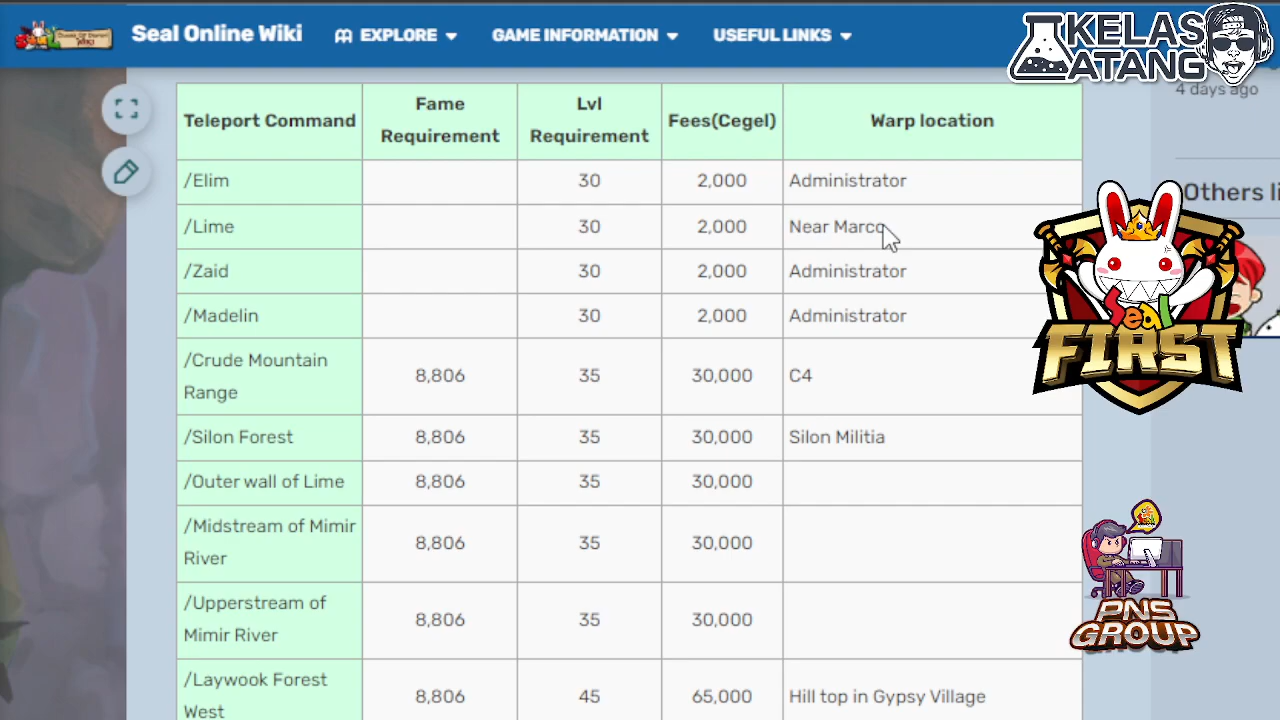 Seal Online Wiki EXPLORE GAME INFORMATION USEFUL LINKS
KELAS
ATANG
4 days ago
Teleport Command Fame Requirement Lvl Requirement Fees(Cegel) Warp location
/Elim 30 2,000 Administrator
/Lime 30 2,000 Near Marco
/Zaid 30 2,000 Administrator
/Madelin 30 2,000 Administrator
/Crude Mountain Range 8,806 35 30,000 C4
/Silon Forest 8,806 35 30,000 Silon Militia
/Outer wall of Lime 8,806 35 30,000
/Midstream of Mimir River 8,806 35 30,000
/Upperstream of Mimir River 8,806 35 30,000
/Laywook Forest West 8,806 45 65,000 Hill top in Gypsy Village
Others li
Seal
FIRST
PNS
GROUP